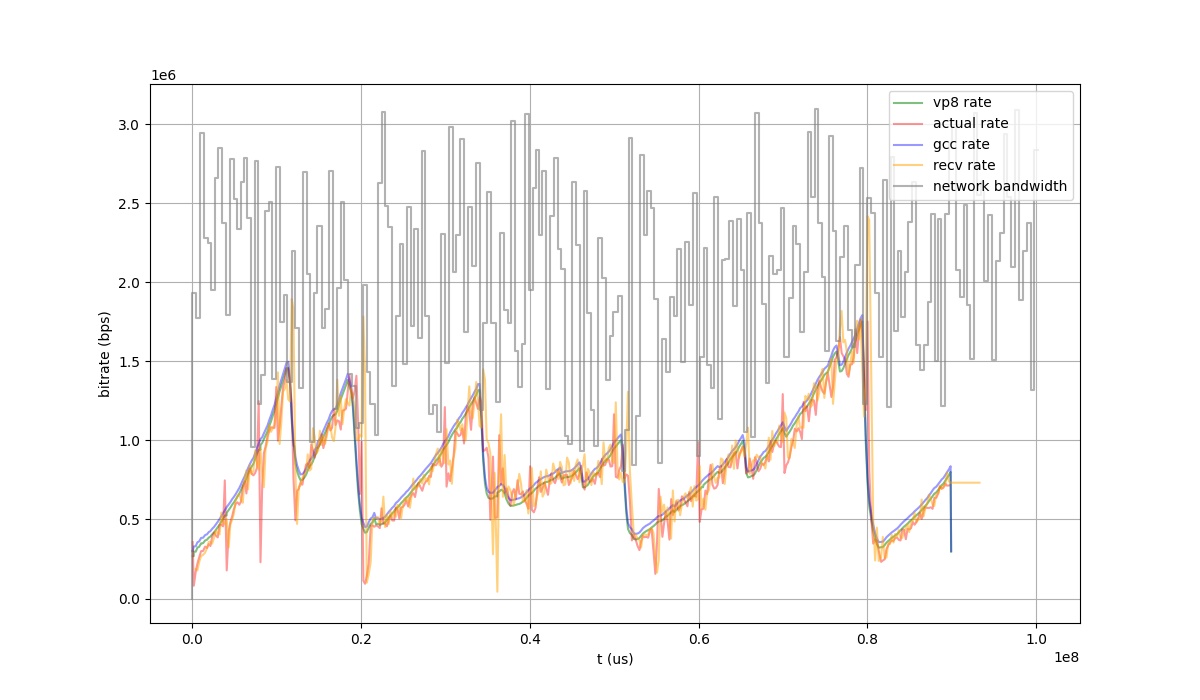 1e6
3.0
2.5
2.0
1.5
1.0
0.5
0.0
bitrate (bps)
vp8 rate
actual rate
gcc rate
recv rate
network bandwidth
0.0 0.2 0.4 0.6 0.8 1.0
t (us)
1e8